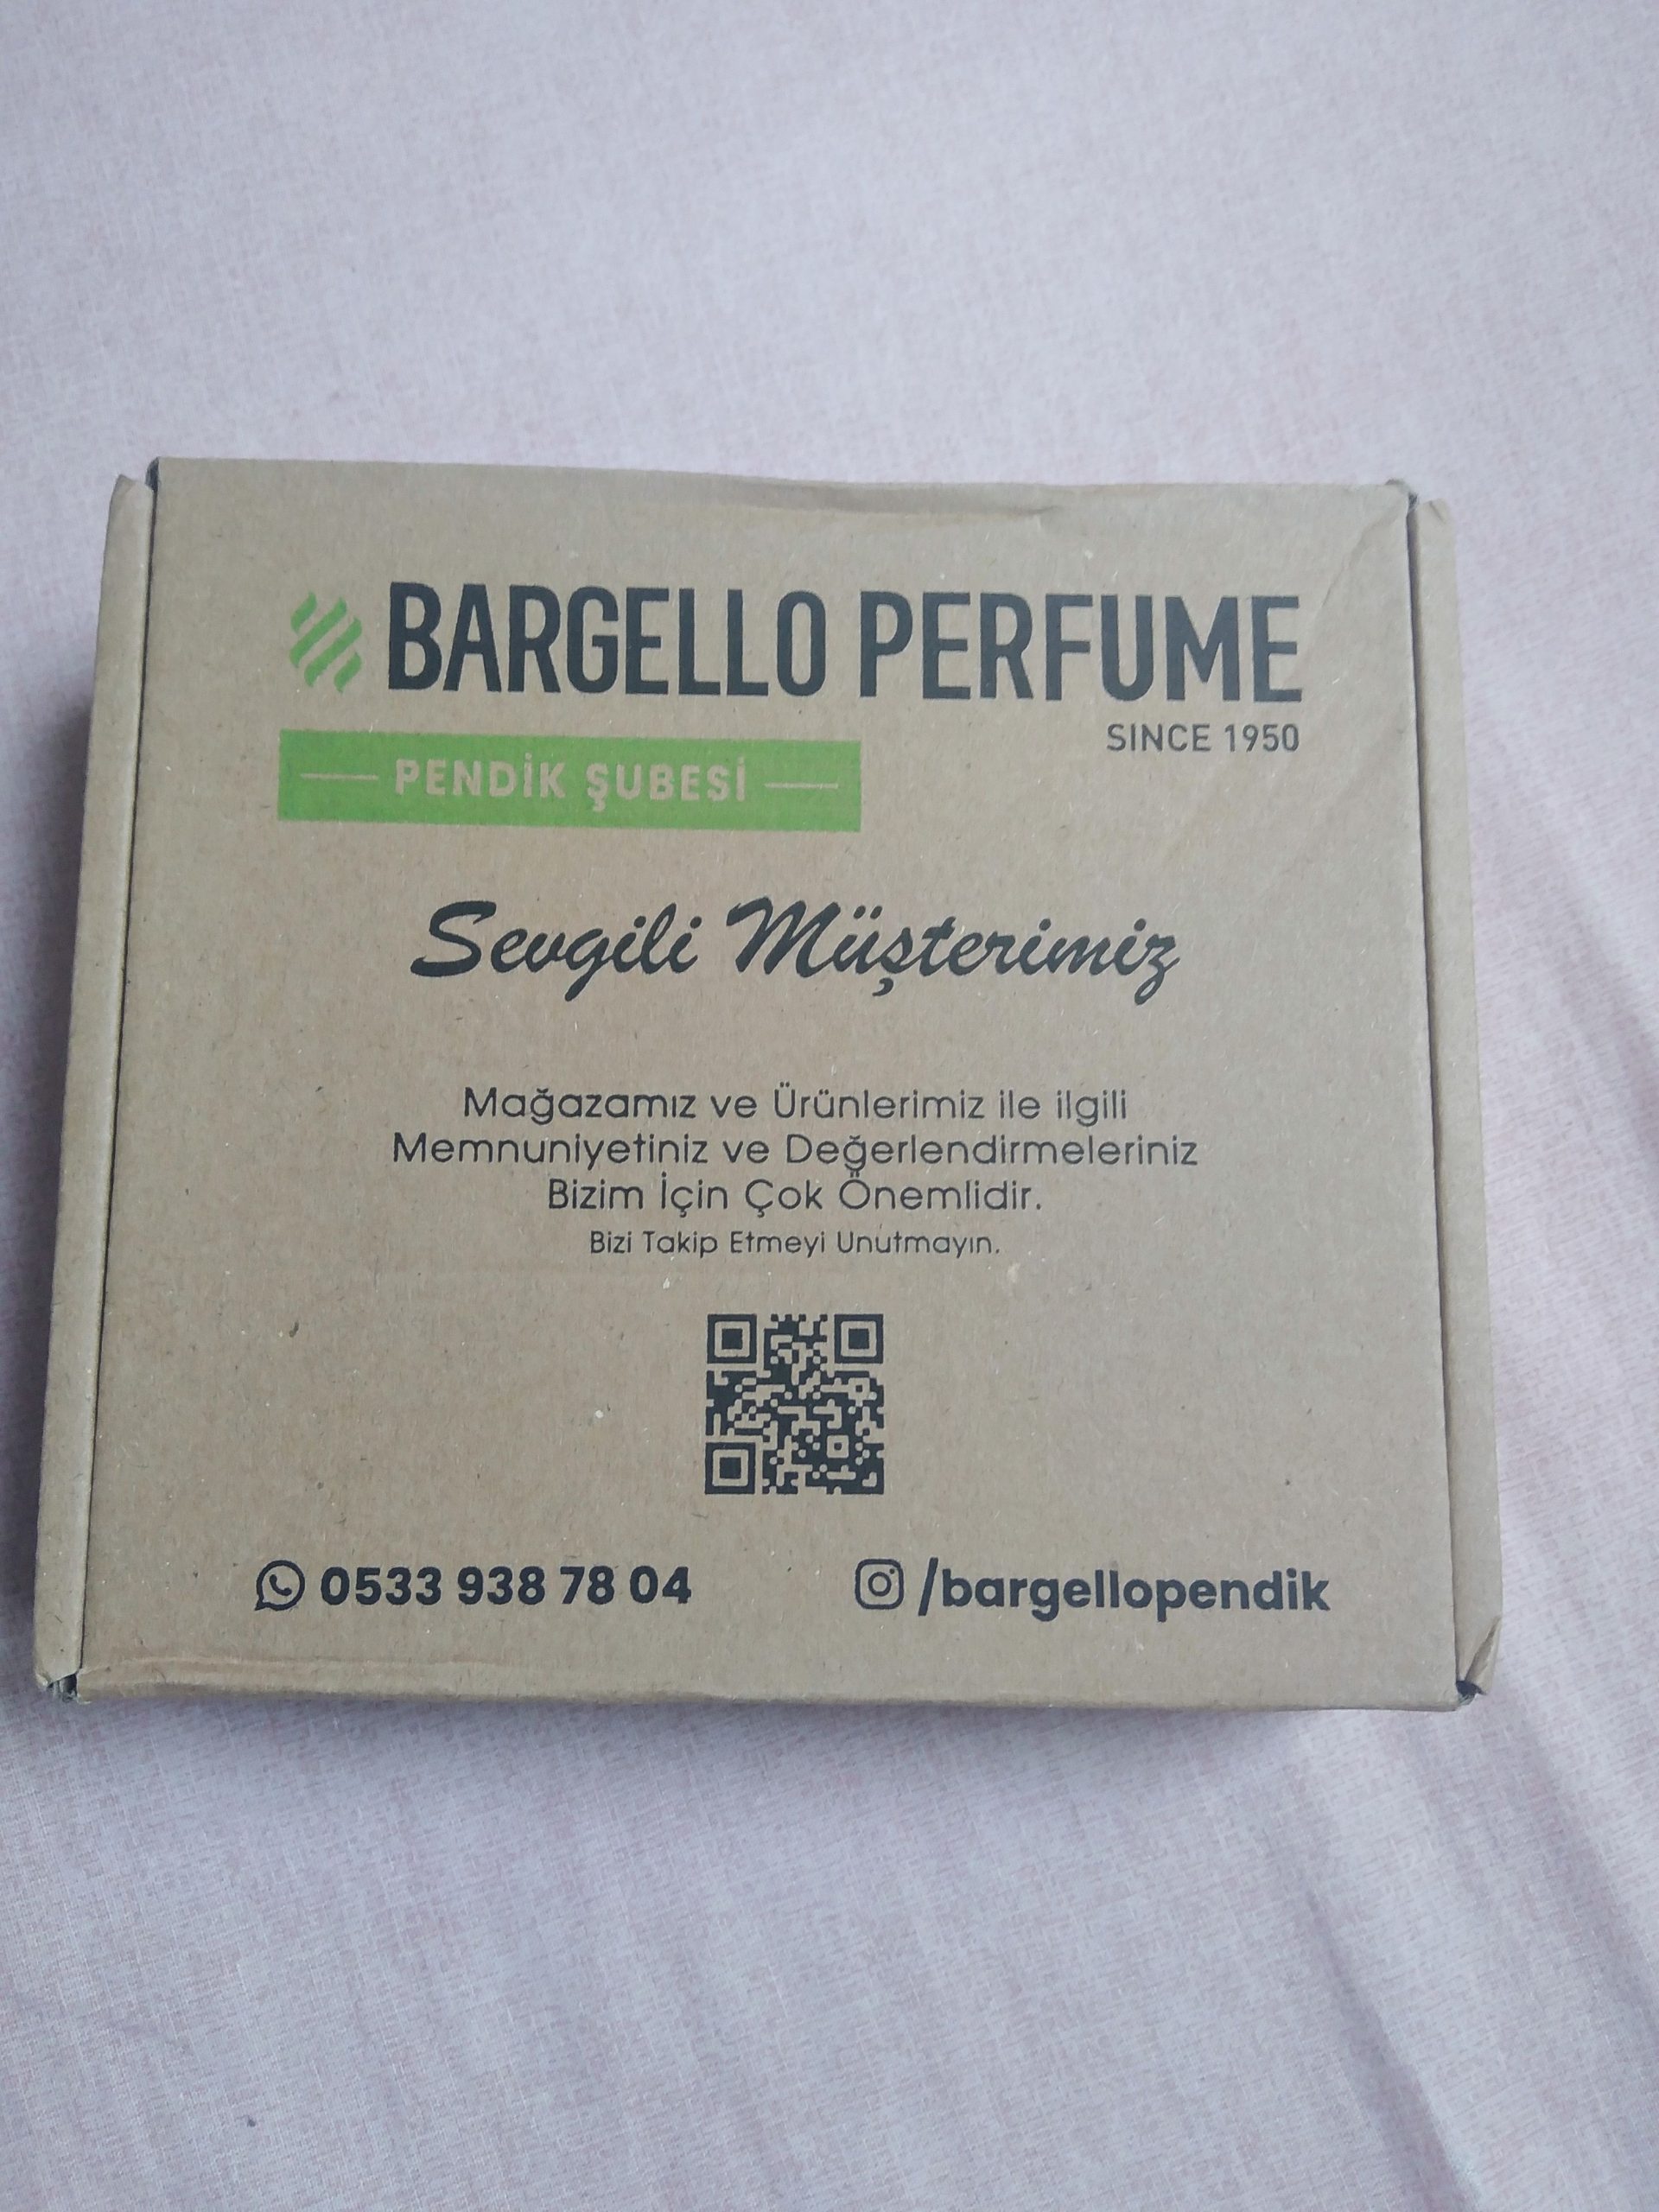 BARGELLO PERFUME
SINCE 1950
PENDİK ŞUBESİ
Sevgili Müşterimiz
Mağazamız ve Ürünlerimiz ile ilgili
Memnuniyetiniz ve Değerlendirmeleriniz
Bizim İçin Çok Önemlidir.
Bizi Takip Etmeyi Unutmayın.
0533 938 78 04
/bargellopendik